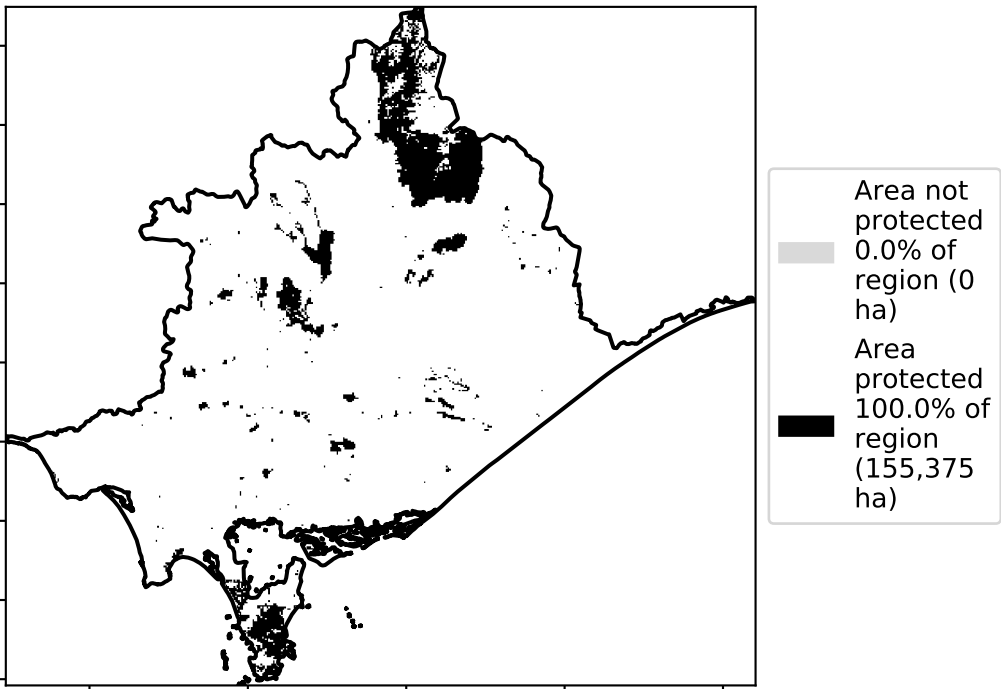 Area not
protected
0.0% of
region (0
ha)
Area
protected
100.0% of
region
(155,375
ha)